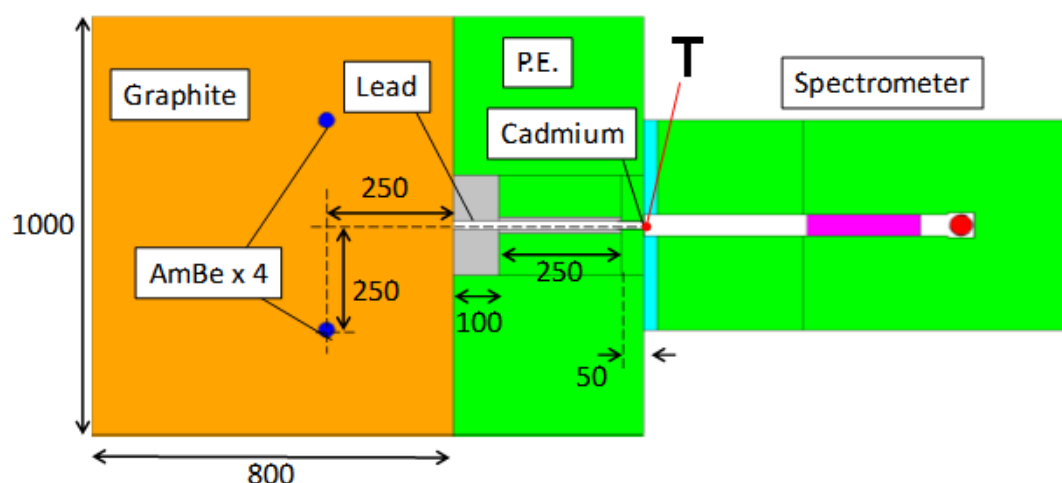 T
P.E.
Spectrometer
Graphite
Lead
Cadmium
250
1000
AmBe x 4
250
250
100
50
800